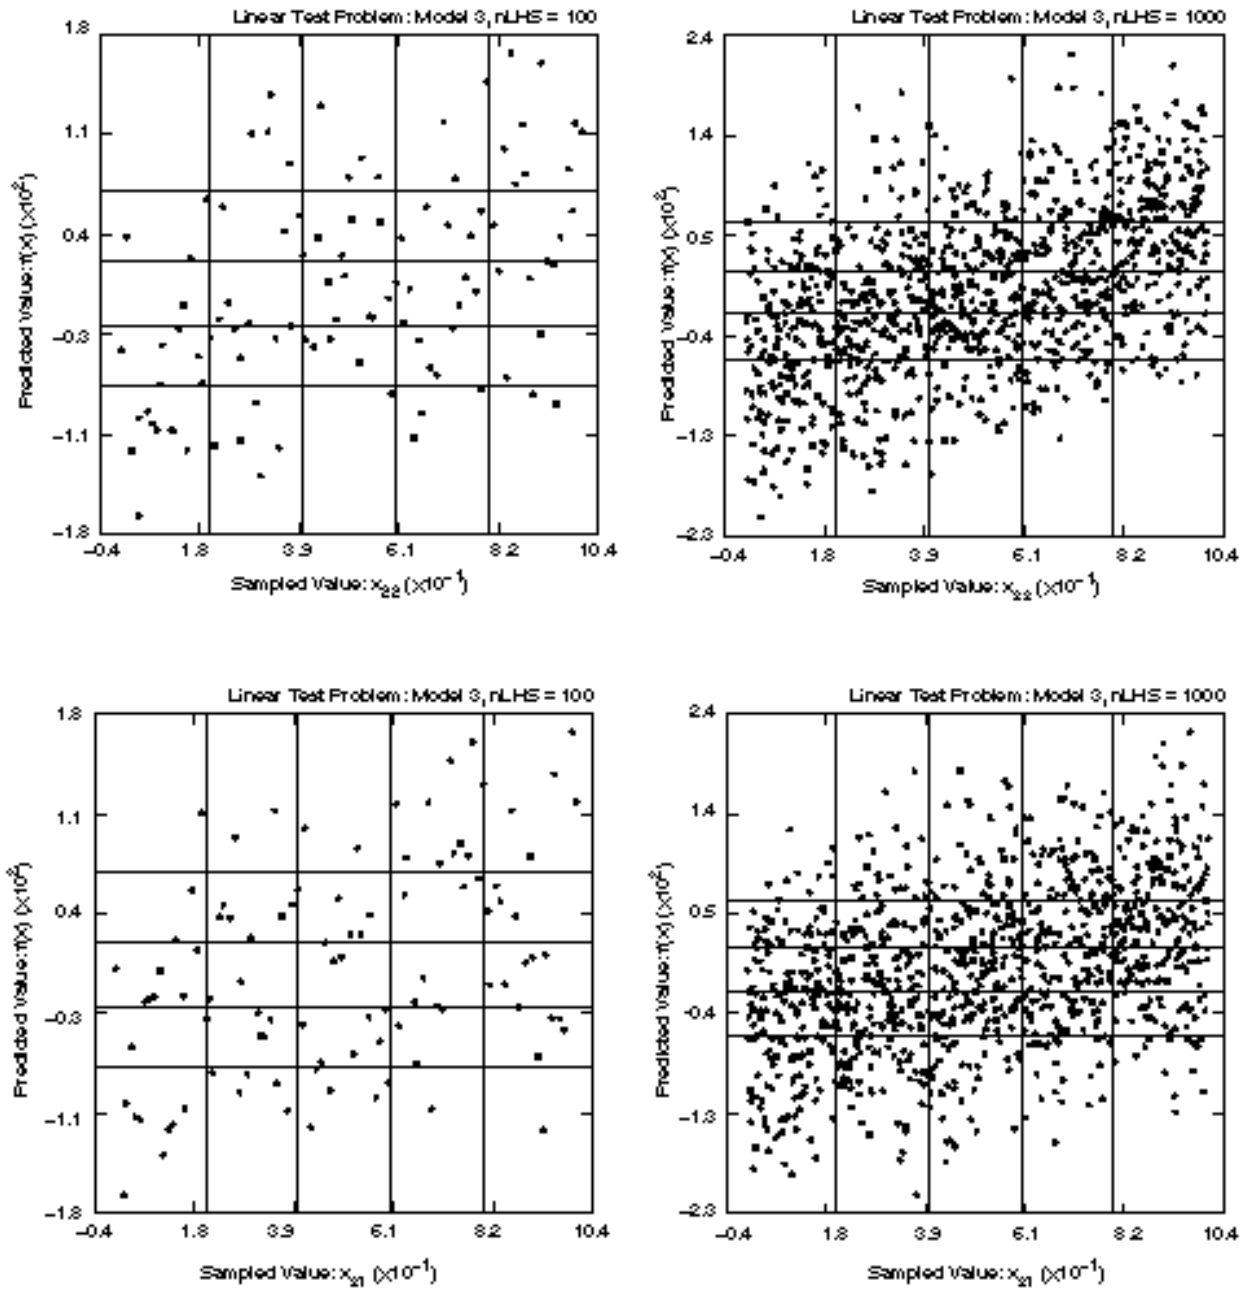 Linear Test Problem: Model 3, nLHS = 100
1.8
1.1
0.4
−0.3
−1.1
−1.8
−0.4 1.8 3.9 6.1 8.2 10.4
Predicted Value: f(x) (×10²)
Sampled Value: x₂₂ (×10⁻¹)
Linear Test Problem: Model 3, nLHS = 1000
2.4
1.4
0.5
−0.4
−1.3
−2.3
−0.4 1.8 3.9 6.1 8.2 10.4
Predicted Value: f(x) (×10²)
Sampled Value: x₂₂ (×10⁻¹)
Linear Test Problem: Model 3, nLHS = 100
1.8
1.1
0.4
−0.3
−1.1
−1.8
−0.4 1.8 3.9 6.1 8.2 10.4
Predicted Value: f(x) (×10²)
Sampled Value: x₂₁ (×10⁻¹)
Linear Test Problem: Model 3, nLHS = 1000
2.4
1.4
0.5
−0.4
−1.3
−2.3
−0.4 1.8 3.9 6.1 8.2 10.4
Predicted Value: f(x) (×10²)
Sampled Value: x₂₁ (×10⁻¹)